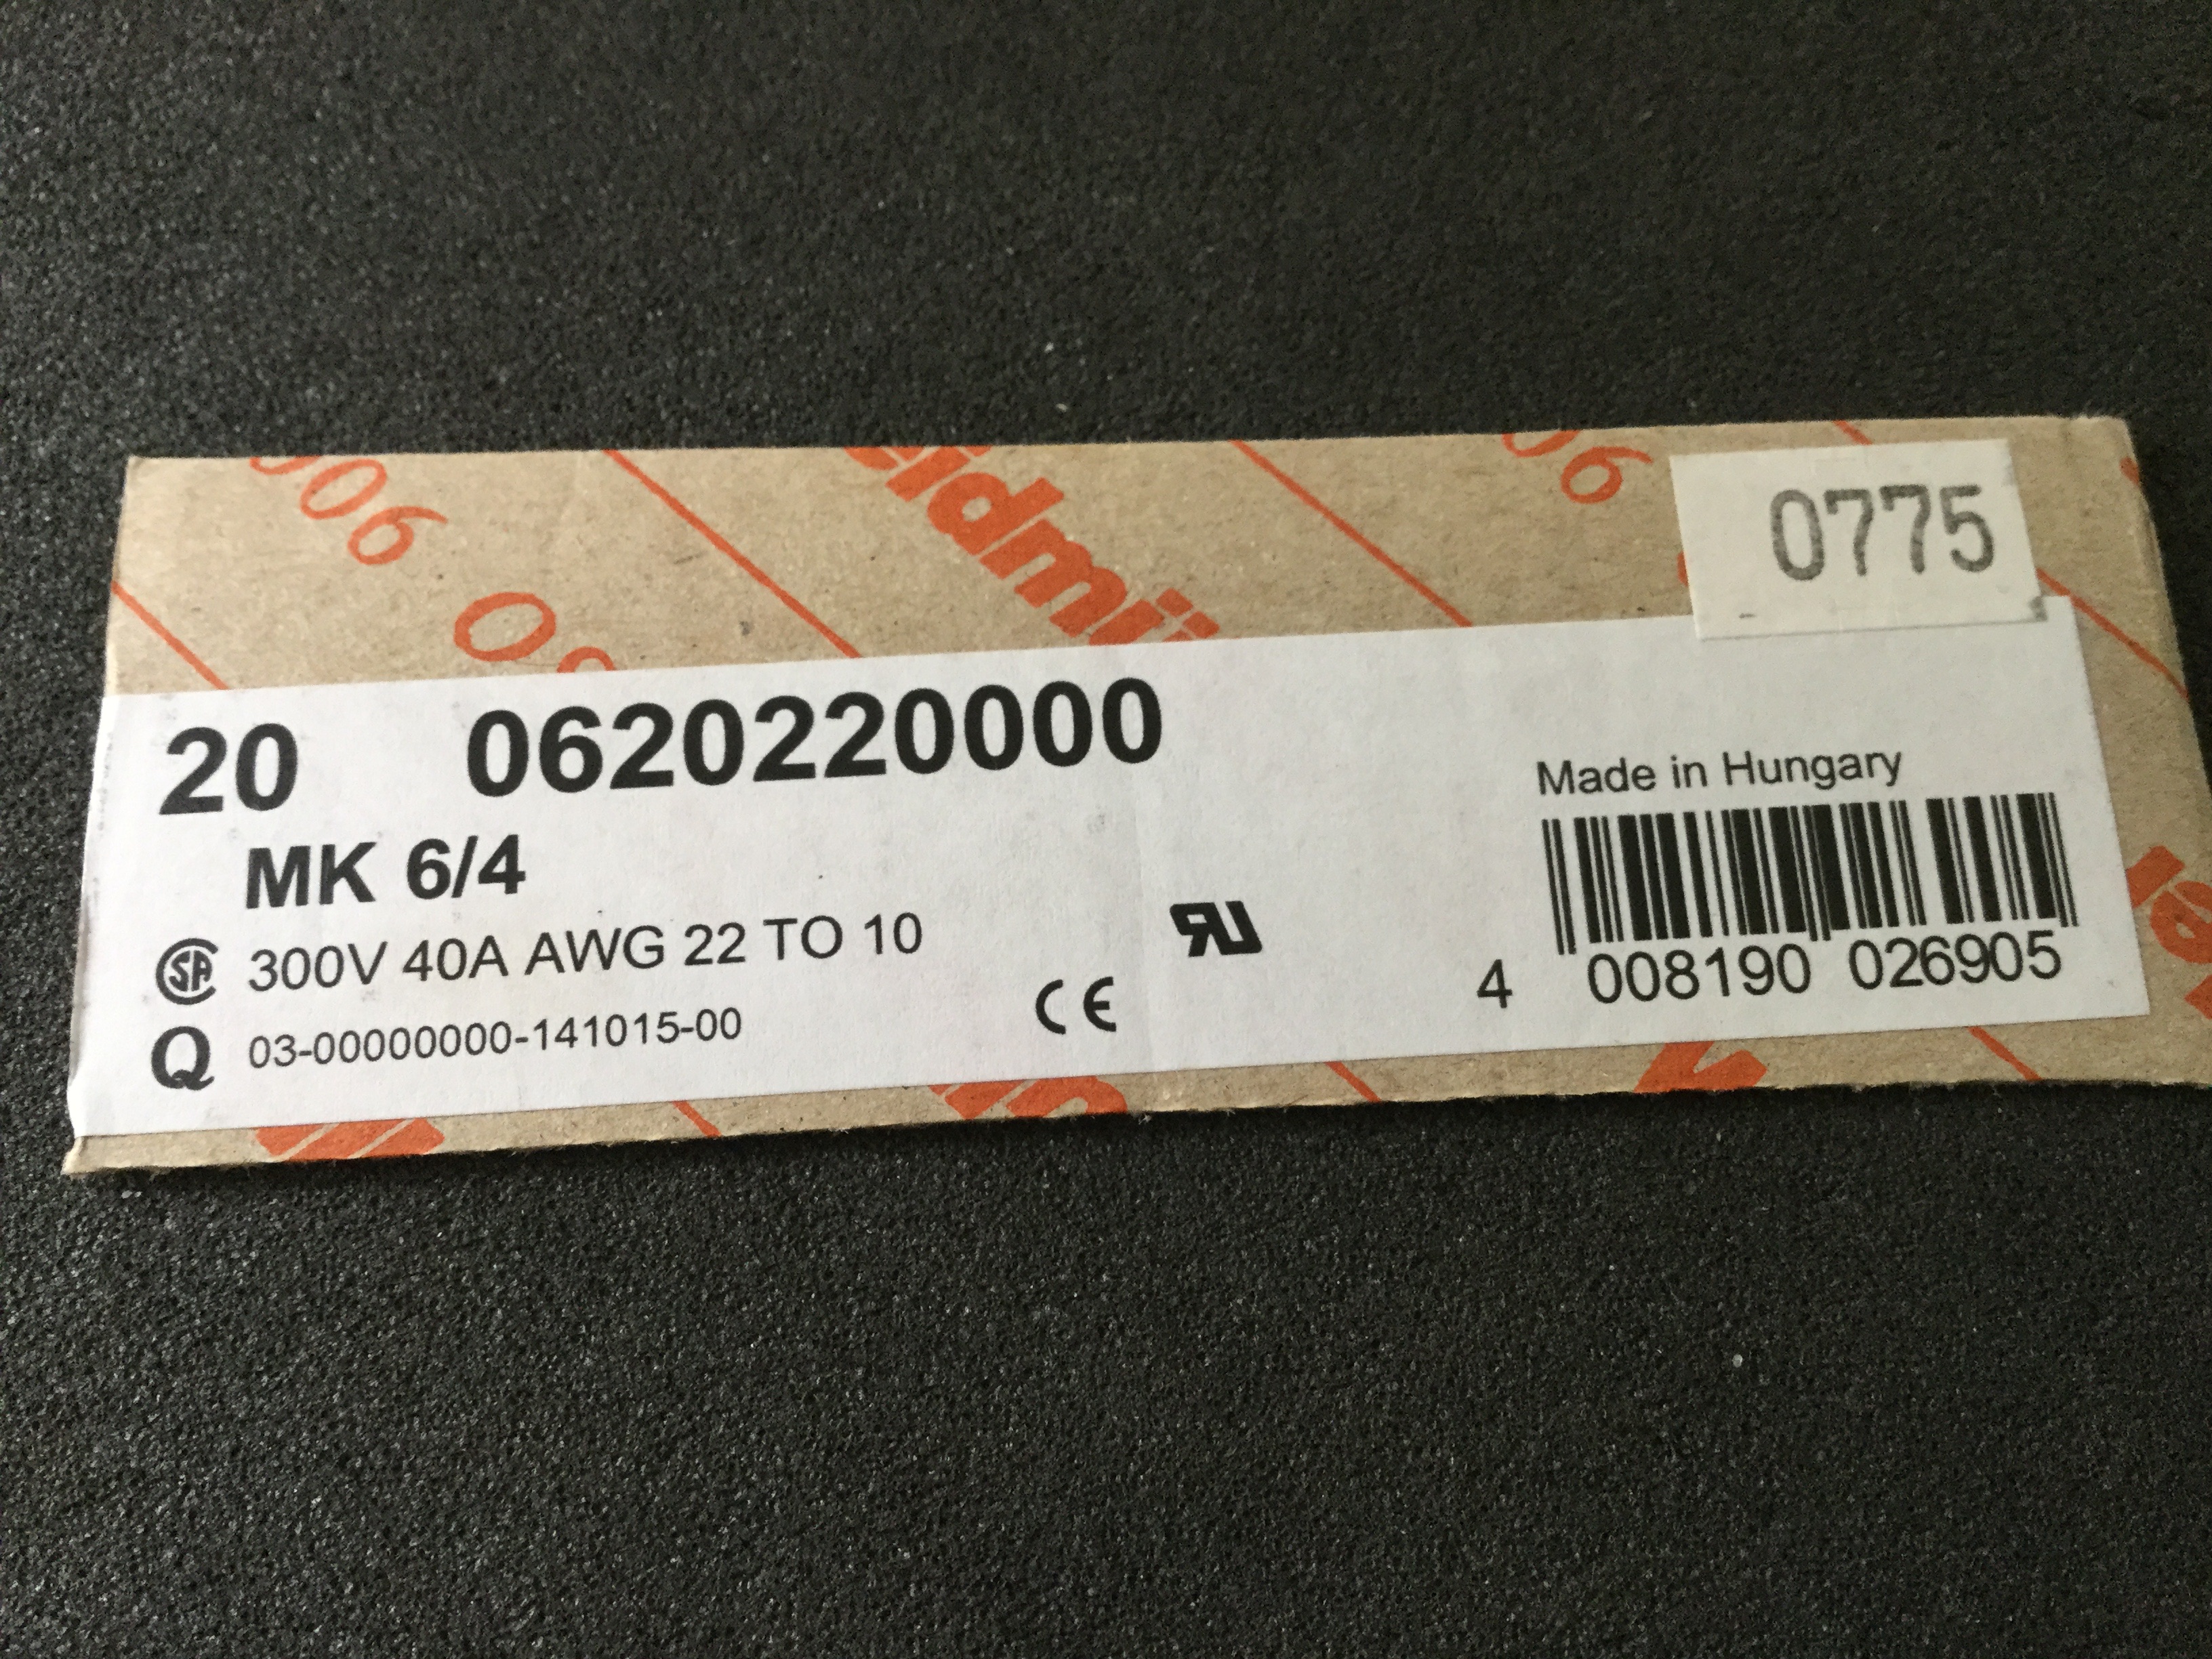 0775
20 0620220000
MK 6/4
300V 40A AWG 22 TO 10
Q 03-00000000-141015-00
CE
Made in Hungary
4 008190 026905